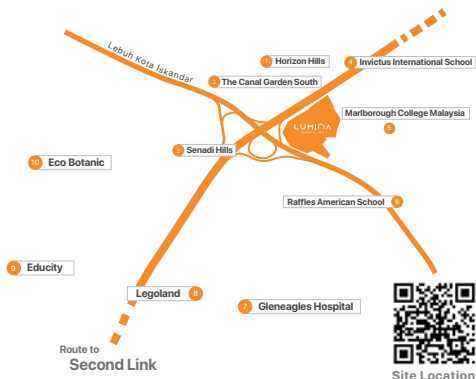 Lebuh Kota Iskandar
1 Horizon Hills
4 Invictus International School
2 The Canal Garden South
Marlborough College Malaysia
5
LUMINA
3 Senadi Hills
10 Eco Botanic
Raffles American School 6
9 Educity
Legoland 8
7 Gleneagles Hospital
Route to
Second Link
Site Location